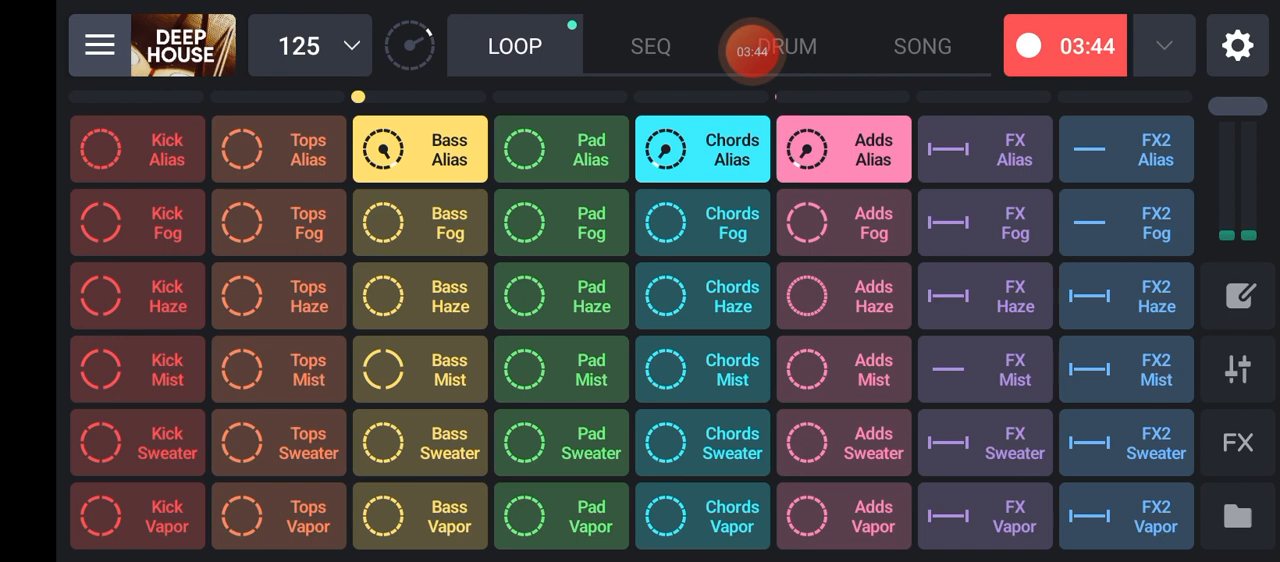 DEEP
HOUSE
125
LOOP
SEQ
03:44
DRUM
SONG
03:44
Kick
Alias
Tops
Alias
Bass
Alias
Pad
Alias
Chords
Alias
Adds
Alias
FX
Alias
FX2
Alias
Kick
Fog
Tops
Fog
Bass
Fog
Pad
Fog
Chords
Fog
Adds
Fog
FX
Fog
FX2
Fog
Kick
Haze
Tops
Haze
Bass
Haze
Pad
Haze
Chords
Haze
Adds
Haze
FX
Haze
FX2
Haze
Kick
Mist
Tops
Mist
Bass
Mist
Pad
Mist
Chords
Mist
Adds
Mist
FX
Mist
FX2
Mist
Kick
Sweater
Tops
Sweater
Bass
Sweater
Pad
Sweater
Chords
Sweater
Adds
Sweater
FX
Sweater
FX2
Sweater
FX
Kick
Vapor
Tops
Vapor
Bass
Vapor
Pad
Vapor
Chords
Vapor
Adds
Vapor
FX
Vapor
FX2
Vapor